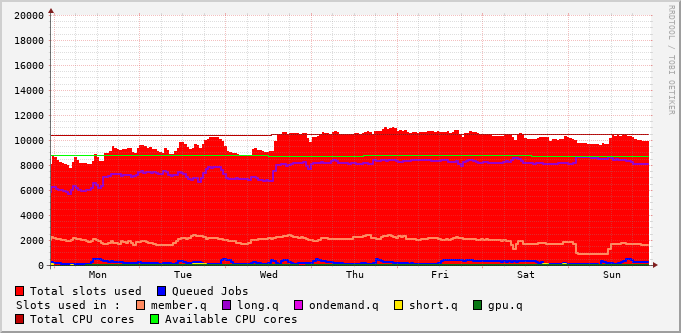 20000
18000
16000
14000
12000
10000
8000
6000
4000
2000
0
Mon Tue Wed Thu Fri Sat Sun
Total slots used Queued Jobs
Slots used in : member.q long.q ondemand.q short.q gpu.q
Total CPU cores Available CPU cores
RRDTOOL / TOBI OETIKER